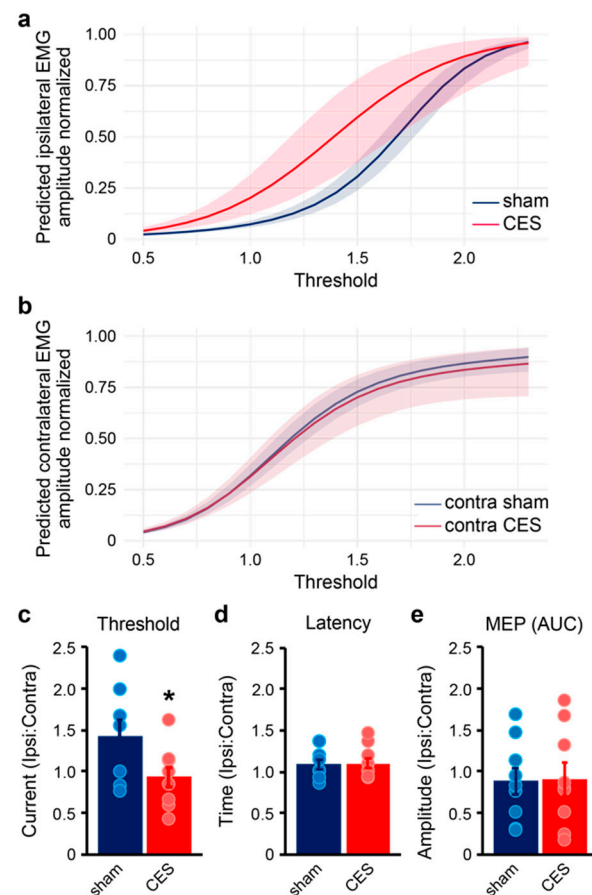 a
Predicted ipsilateral EMG
amplitude normalized
1.00
0.75
0.50
0.25
0
sham
CES
0.5 1.0 1.5 2.0
Threshold
b
Predicted contralateral EMG
amplitude normalized
1.00
0.75
0.50
0.25
0
contra sham
contra CES
0.5 1.0 1.5 2.0
Threshold
c
Threshold
Current (Ipsi:Contra)
2.5
2.0
1.5
1.0
0.5
0
*
sham CES
d
Latency
Time (Ipsi:Contra)
2.5
2.0
1.5
1.0
0.5
0
sham CES
e
MEP (AUC)
Amplitude (Ipsi:Contra)
2.5
2.0
1.5
1.0
0.5
0
sham CES